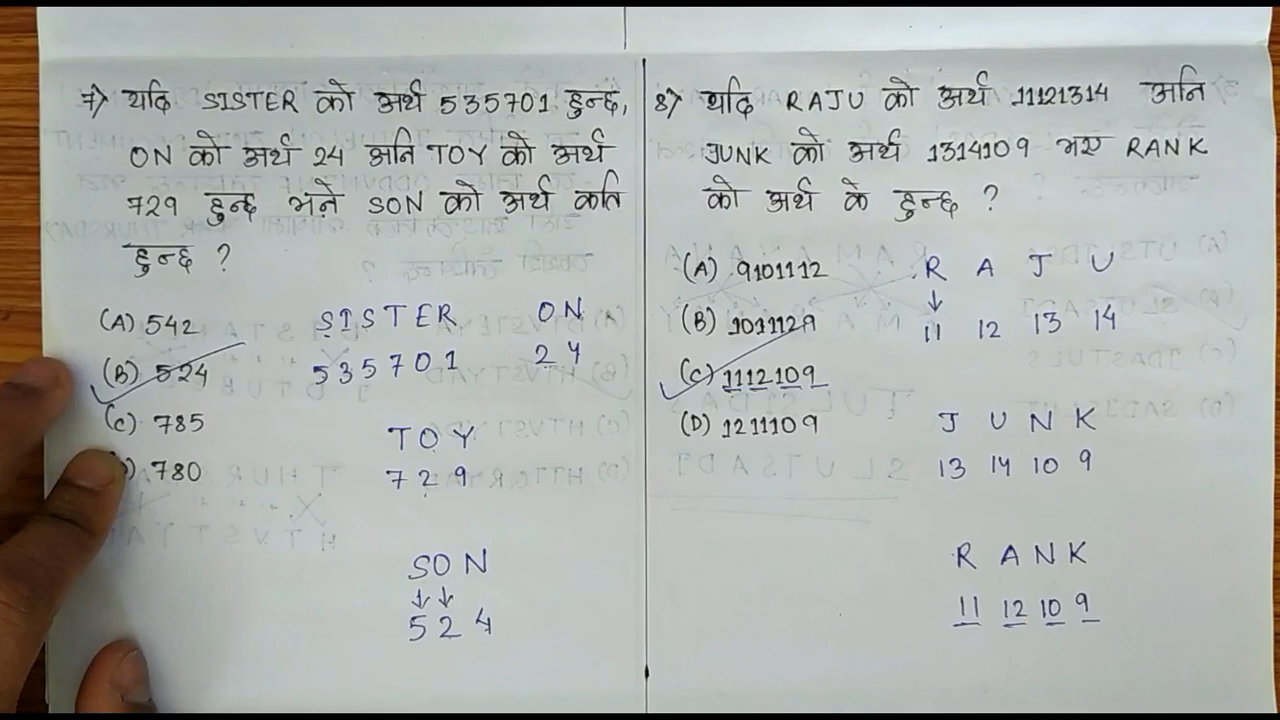 7) यदि SISTER को अर्थ 535701 हुन्छ,
ON को अर्थ 24 अनि TOY को अर्थ
729 हुन्छ भने SON को अर्थ कति
हुन्छ ?
(A) 542
(B) 524
(C) 785
) 780
SISTER
535701
ON
24
TOY
729
SON
524
8) यदि RAJU को अर्थ 11121314 अनि
JUNK को अर्थ 1314109 भए RANK
को अर्थ के हुन्छ ?
(A) 9101112
(B) 1011129
(C) 1112109
(D) 1211109
R A J U
11 12 13 14
J U N K
13 14 10 9
R A N K
11 12 10 9